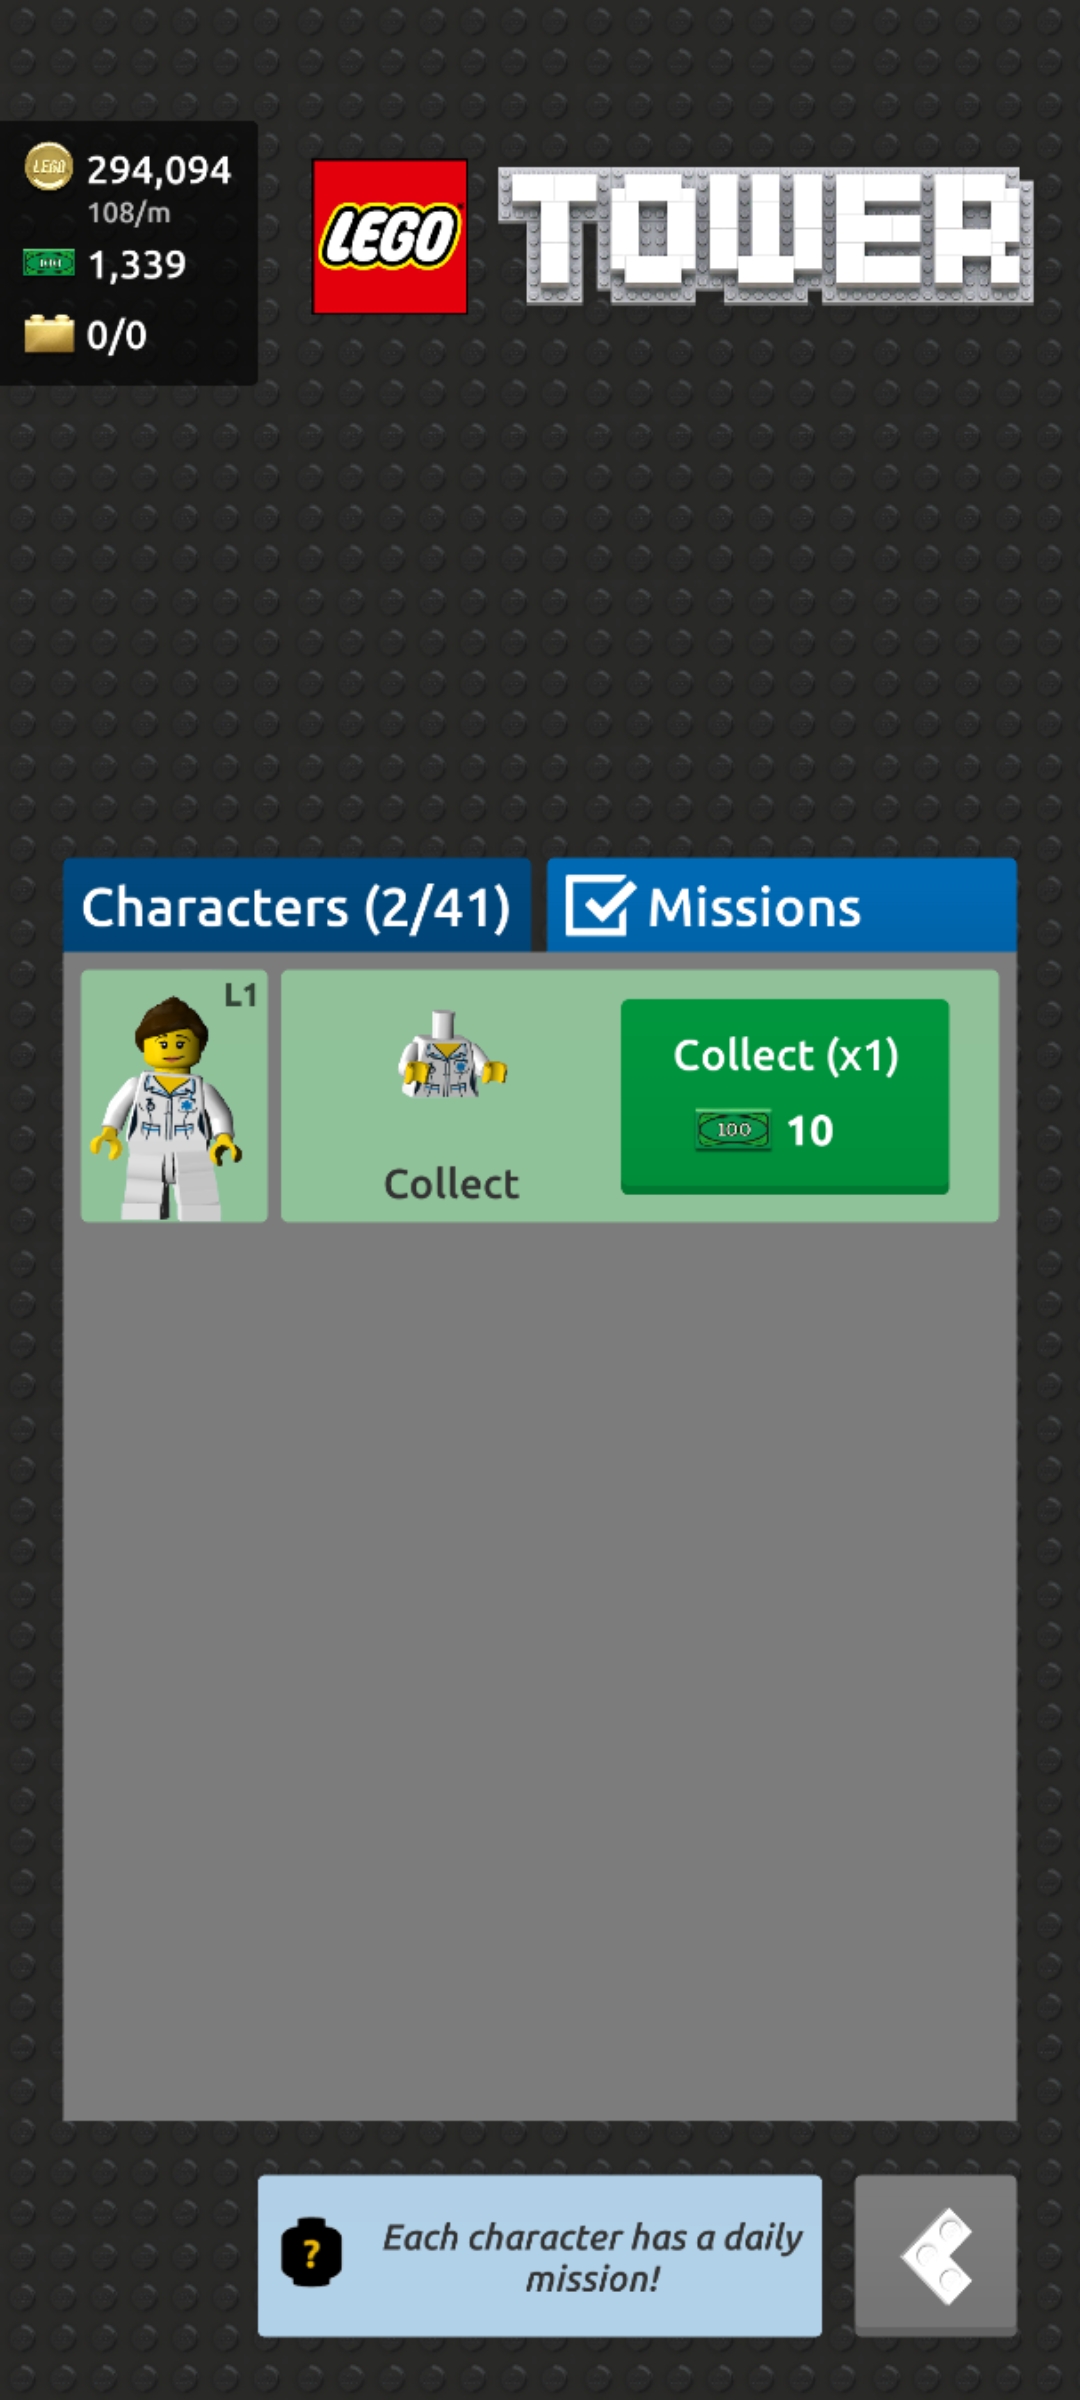 LEGO
294,094
108/m
1,339
0/0
LEGO
TOWER
Characters (2/41)
Missions
L1
Collect (x1)
100
10
Collect
?
Each character has a daily
mission!